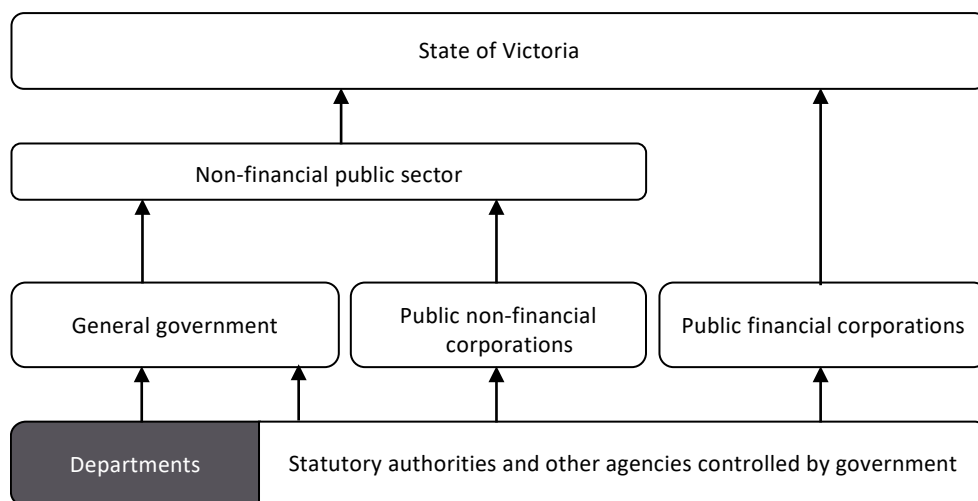 State of Victoria
Non-financial public sector
General government
Public non-financial
corporations
Public financial corporations
Departments
Statutory authorities and other agencies controlled by government